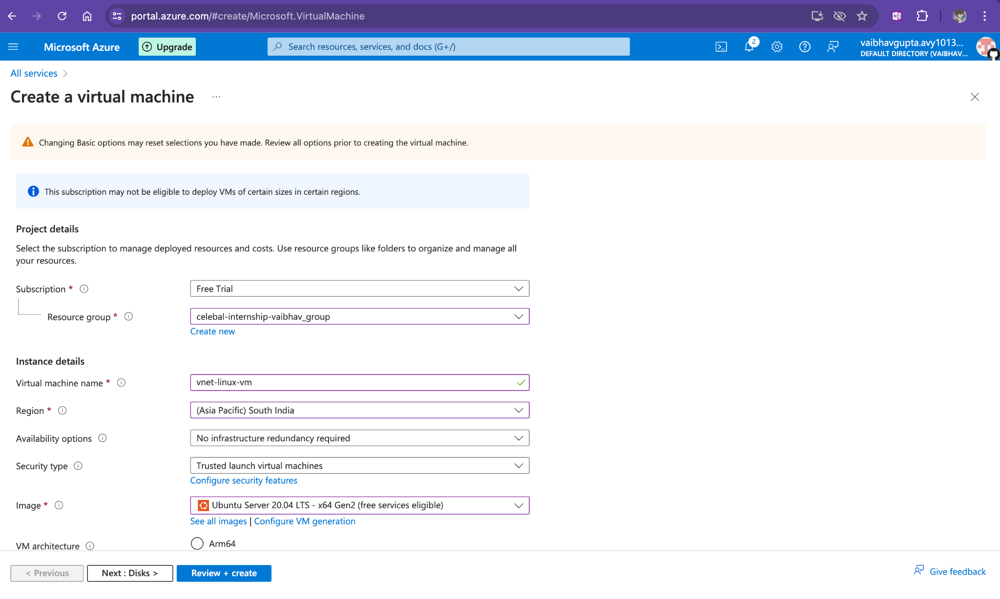 portal.azure.com/#create/Microsoft.VirtualMachine
Microsoft Azure
Upgrade
Search resources, services, and docs (G+/)
2
vaibhavgupta.avy1013...
DEFAULT DIRECTORY (VAIBHAV...
All services >
Create a virtual machine ...
Changing Basic options may reset selections you have made. Review all options prior to creating the virtual machine.
This subscription may not be eligible to deploy VMs of certain sizes in certain regions.
Project details
Select the subscription to manage deployed resources and costs. Use resource groups like folders to organize and manage all
your resources.
Subscription *
Free Trial
Resource group *
celebal-internship-vaibhav_group
Create new
Instance details
Virtual machine name *
vnet-linux-vm
Region *
(Asia Pacific) South India
Availability options
No infrastructure redundancy required
Security type
Trusted launch virtual machines
Configure security features
Image *
Ubuntu Server 20.04 LTS - x64 Gen2 (free services eligible)
See all images | Configure VM generation
VM architecture
Arm64
< Previous
Next : Disks >
Review + create
Give feedback